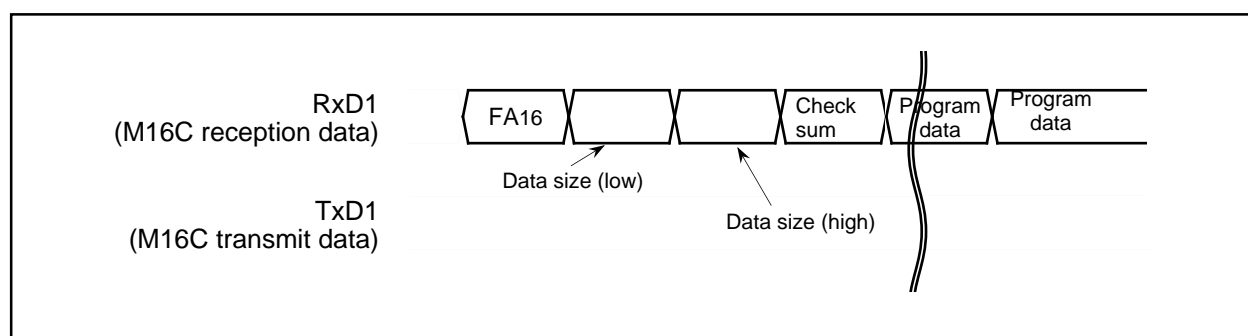 RxD1
(M16C reception data)
FA16
Check
sum
Program
data
Program
data
Data size (low)
Data size (high)
TxD1
(M16C transmit data)